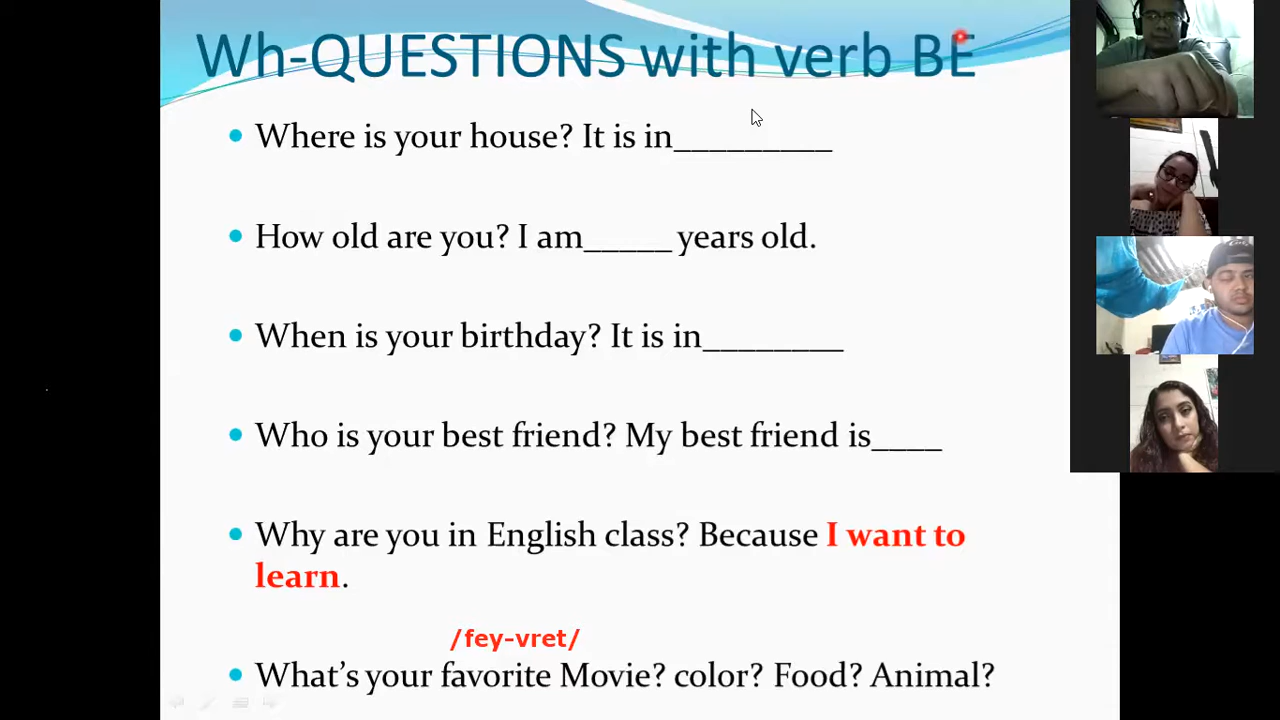 Wh-QUESTIONS with verb BE
Where is your house? It is in_________
How old are you? I am_____ years old.
When is your birthday? It is in________
Who is your best friend? My best friend is____
Why are you in English class? Because I want to
learn.
/fey-vret/
What’s your favorite Movie? color? Food? Animal?